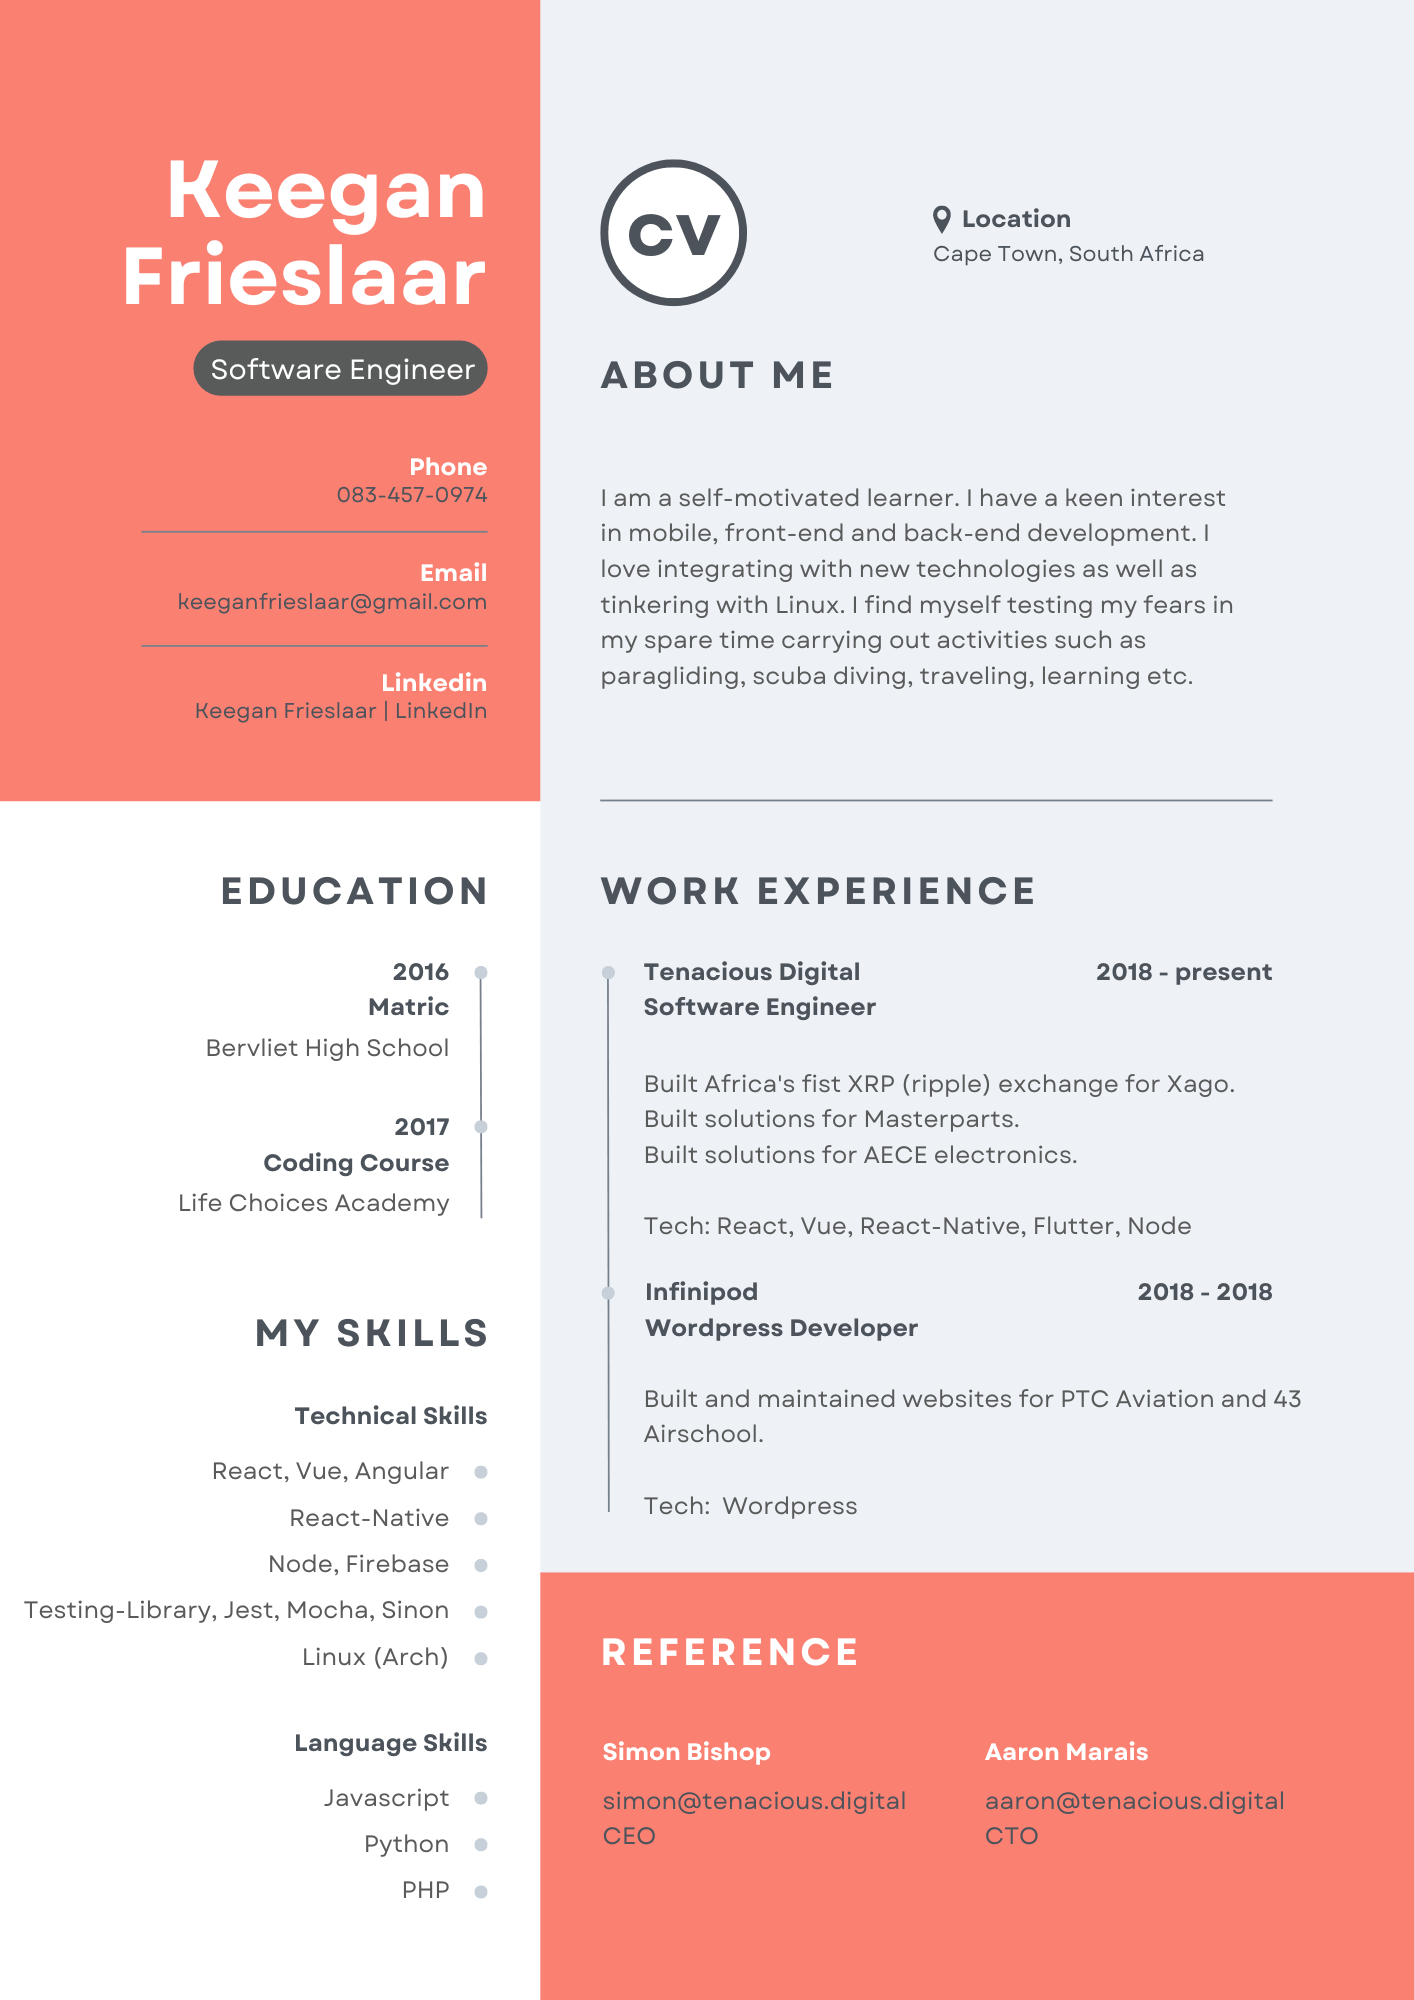 Keegan
Frieslaar
Software Engineer
Phone
083-457-0974
Email
keeganfrieslaar@gmail.com
Linkedin
Keegan Frieslaar | LinkedIn
EDUCATION
2016
Matric
Bervliet High School
2017
Coding Course
Life Choices Academy
MY SKILLS
Technical Skills
React, Vue, Angular
React-Native
Node, Firebase
Testing-Library, Jest, Mocha, Sinon
Linux (Arch)
Language Skills
Javascript
Python
PHP
CV
Location
Cape Town, South Africa
ABOUT ME
I am a self-motivated learner. I have a keen interest
in mobile, front-end and back-end development. I
love integrating with new technologies as well as
tinkering with Linux. I find myself testing my fears in
my spare time carrying out activities such as
paragliding, scuba diving, traveling, learning etc.
WORK EXPERIENCE
Tenacious Digital 2018 - present
Software Engineer
Built Africa's fist XRP (ripple) exchange for Xago.
Built solutions for Masterparts.
Built solutions for AECE electronics.
Tech: React, Vue, React-Native, Flutter, Node
Infinipod 2018 - 2018
Wordpress Developer
Built and maintained websites for PTC Aviation and 43
Airschool.
Tech:  Wordpress
REFERENCE
Simon Bishop
simon@tenacious.digital
CEO
Aaron Marais
aaron@tenacious.digital
CTO